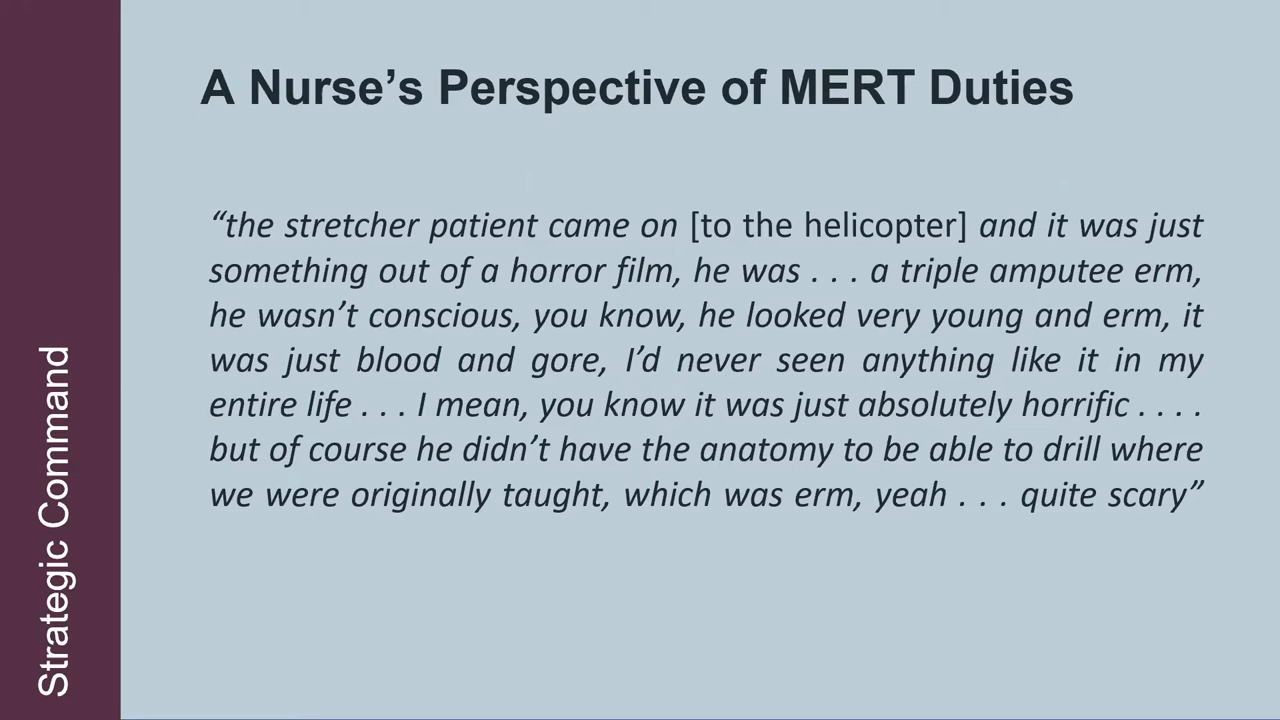 A Nurse’s Perspective of MERT Duties
“the stretcher patient came on [to the helicopter] and it was just
something out of a horror film, he was . . . a triple amputee erm,
he wasn’t conscious, you know, he looked very young and erm, it
was just blood and gore, I’d never seen anything like it in my
entire life . . . I mean, you know it was just absolutely horrific . . . .
but of course he didn’t have the anatomy to be able to drill where
we were originally taught, which was erm, yeah . . . quite scary”
Strategic Command